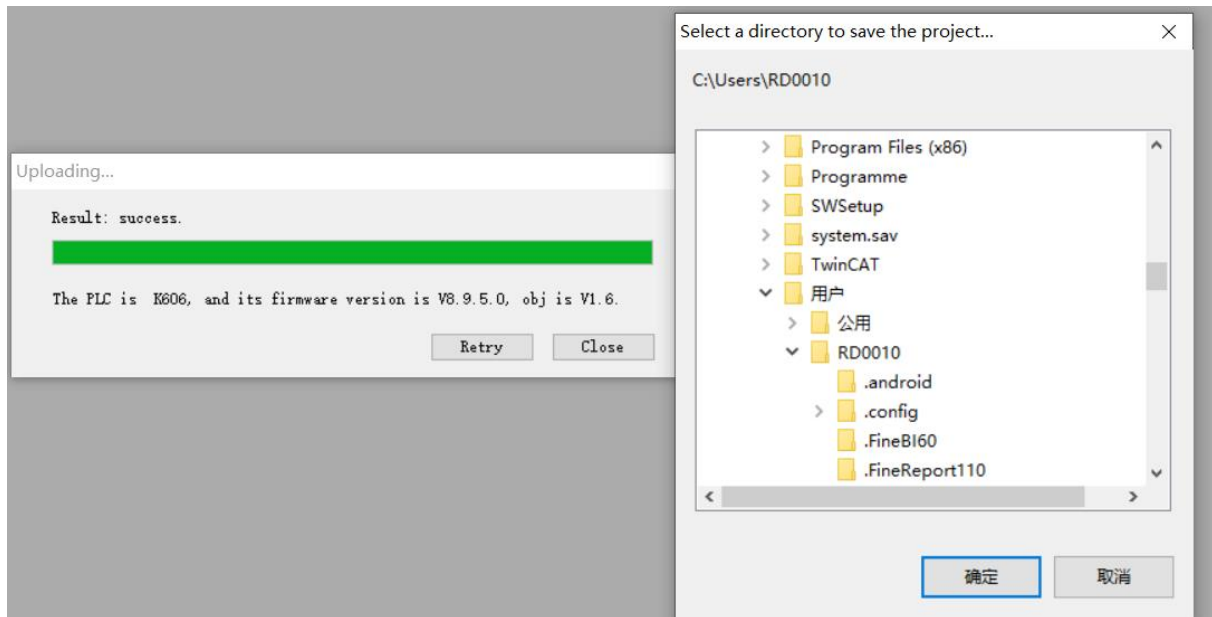 Uploading...
Result: success.
The PLC is K606, and its firmware version is V8.9.5.0, obj is V1.6.
Retry
Close
Select a directory to save the project...
C:\Users\RD0010
Program Files (x86)
Programme
SWSetup
system.sav
TwinCAT
用户
公用
RD0010
.android
.config
.FineBI60
.FineReport110
确定
取消